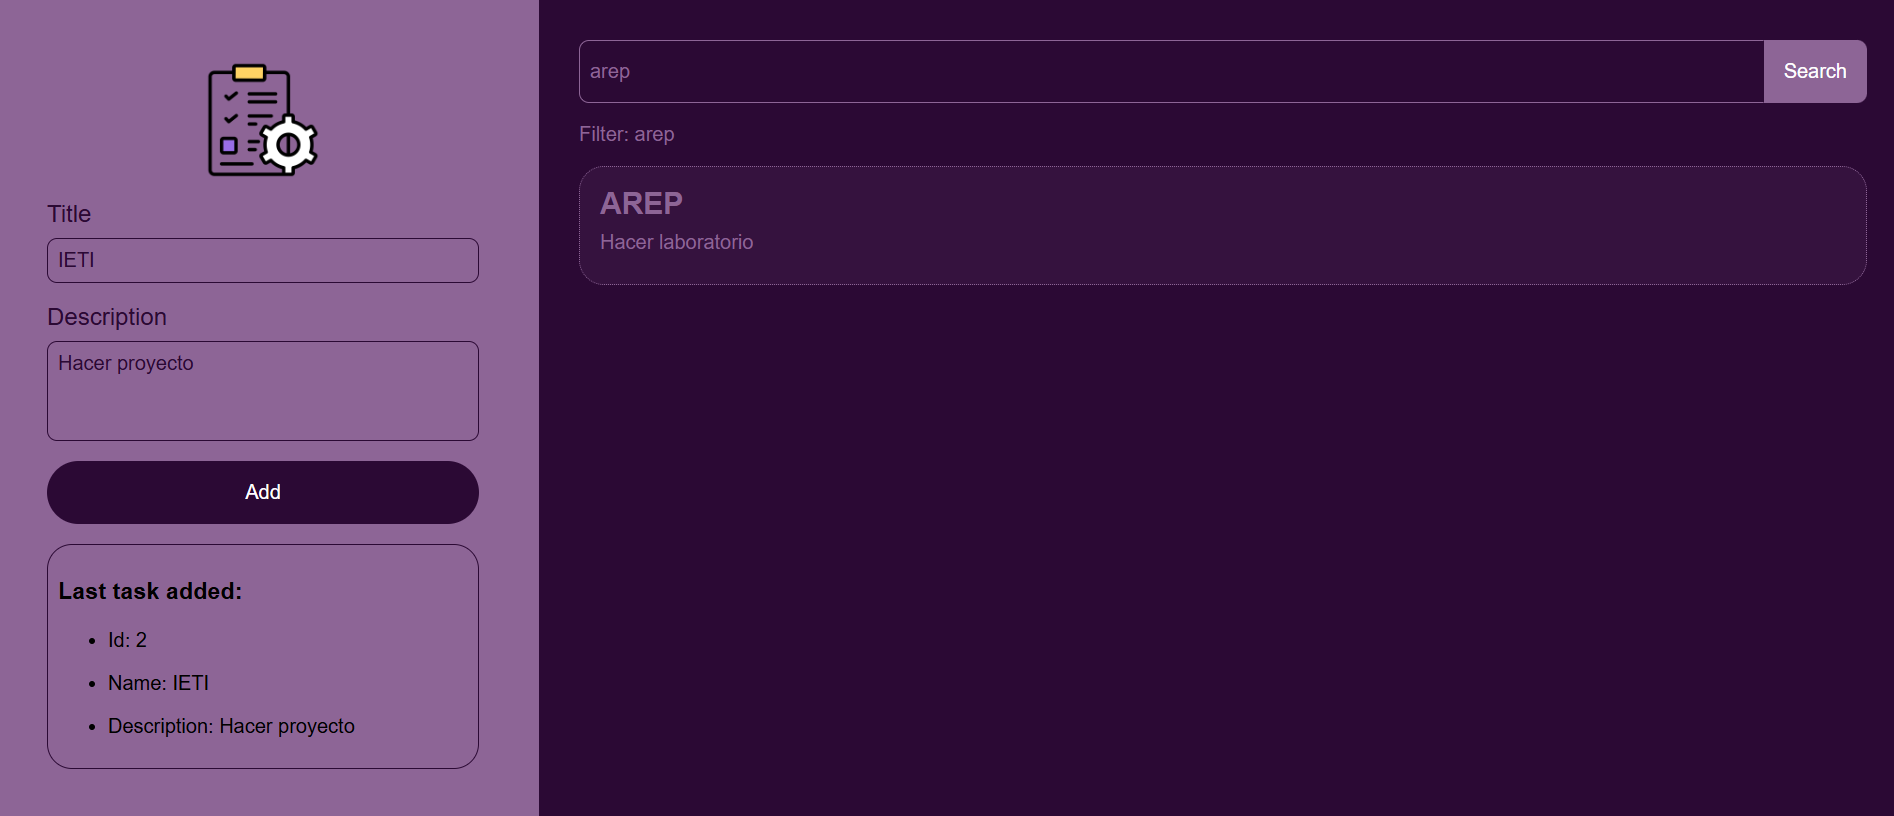 Title
IETI
Description
Hacer proyecto
Add
Last task added:
Id: 2
Name: IETI
Description: Hacer proyecto
arep
Search
Filter: arep
AREP
Hacer laboratorio